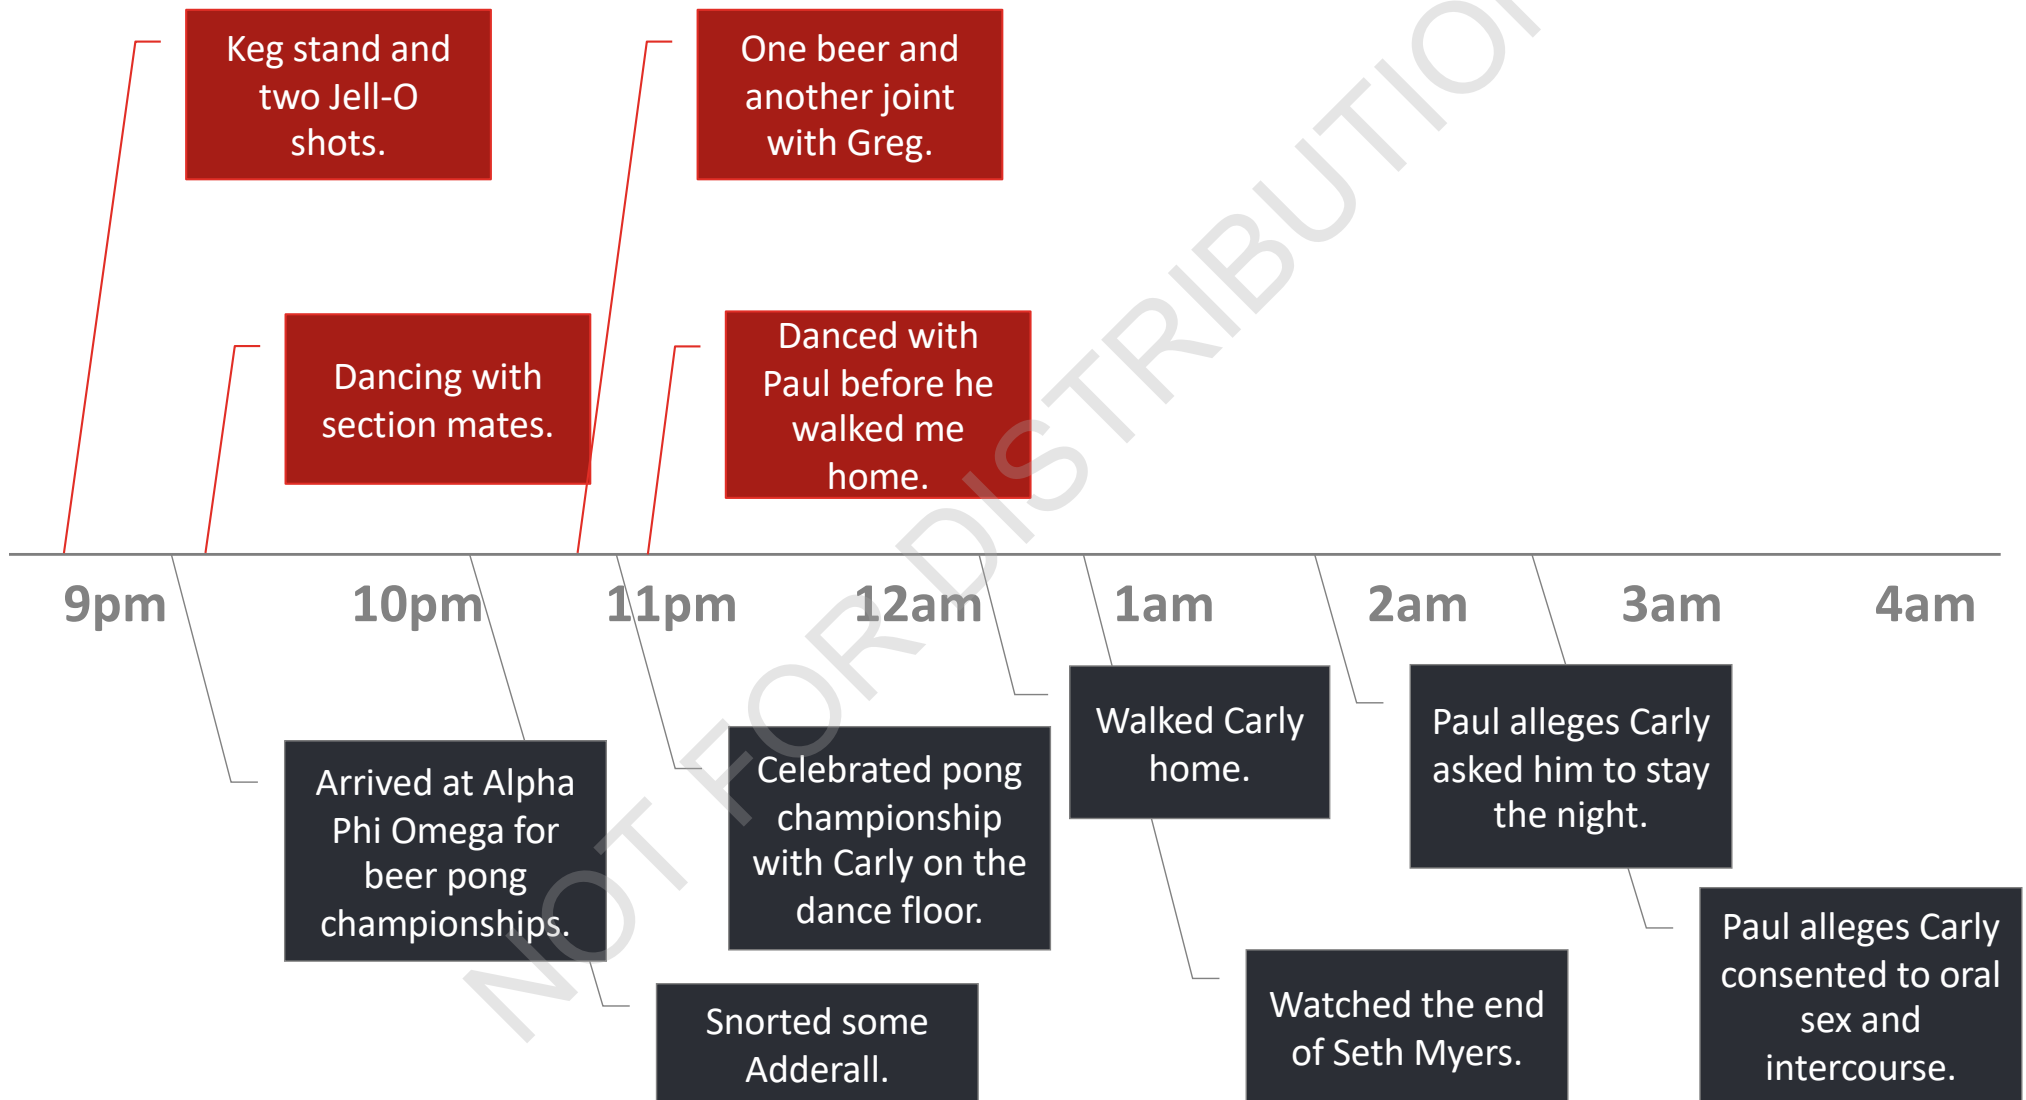 Keg stand and
two Jell-O
shots.
One beer and
another joint
with Greg.
Dancing with
section mates.
Danced with
Paul before he
walked me
home.
9pm
10pm
11pm
12am
1am
2am
3am
4am
Arrived at Alpha
Phi Omega for
beer pong
championships.
Snorted some
Adderall.
Celebrated pong
championship
with Carly on the
dance floor.
Walked Carly
home.
Watched the end
of Seth Myers.
Paul alleges Carly
asked him to stay
the night.
Paul alleges Carly
consented to oral
sex and
intercourse.
NOT FOR DISTRIBUTION